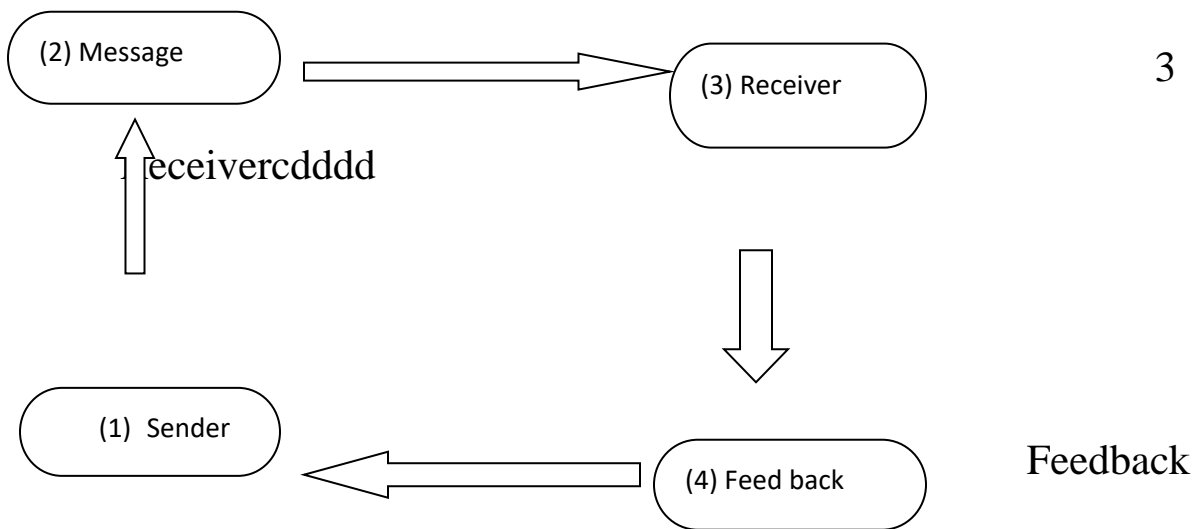 (2) Message
(3) Receiver
3
eceivercdddd
(1) Sender
(4) Feed back
Feedback